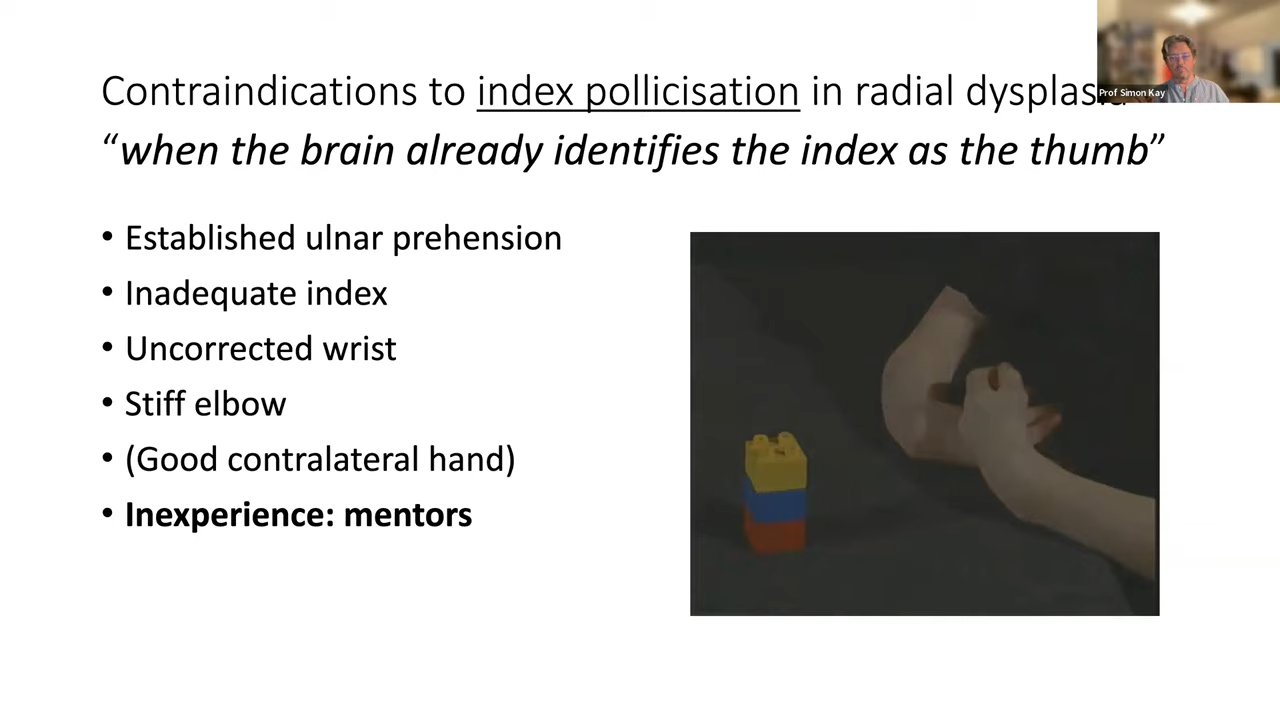 Contraindications to index pollicisation in radial dysplasia
“when the brain already identifies the index as the thumb”
• Established ulnar prehension
• Inadequate index
• Uncorrected wrist
• Stiff elbow
• (Good contralateral hand)
• Inexperience: mentors
Prof Simon Kay